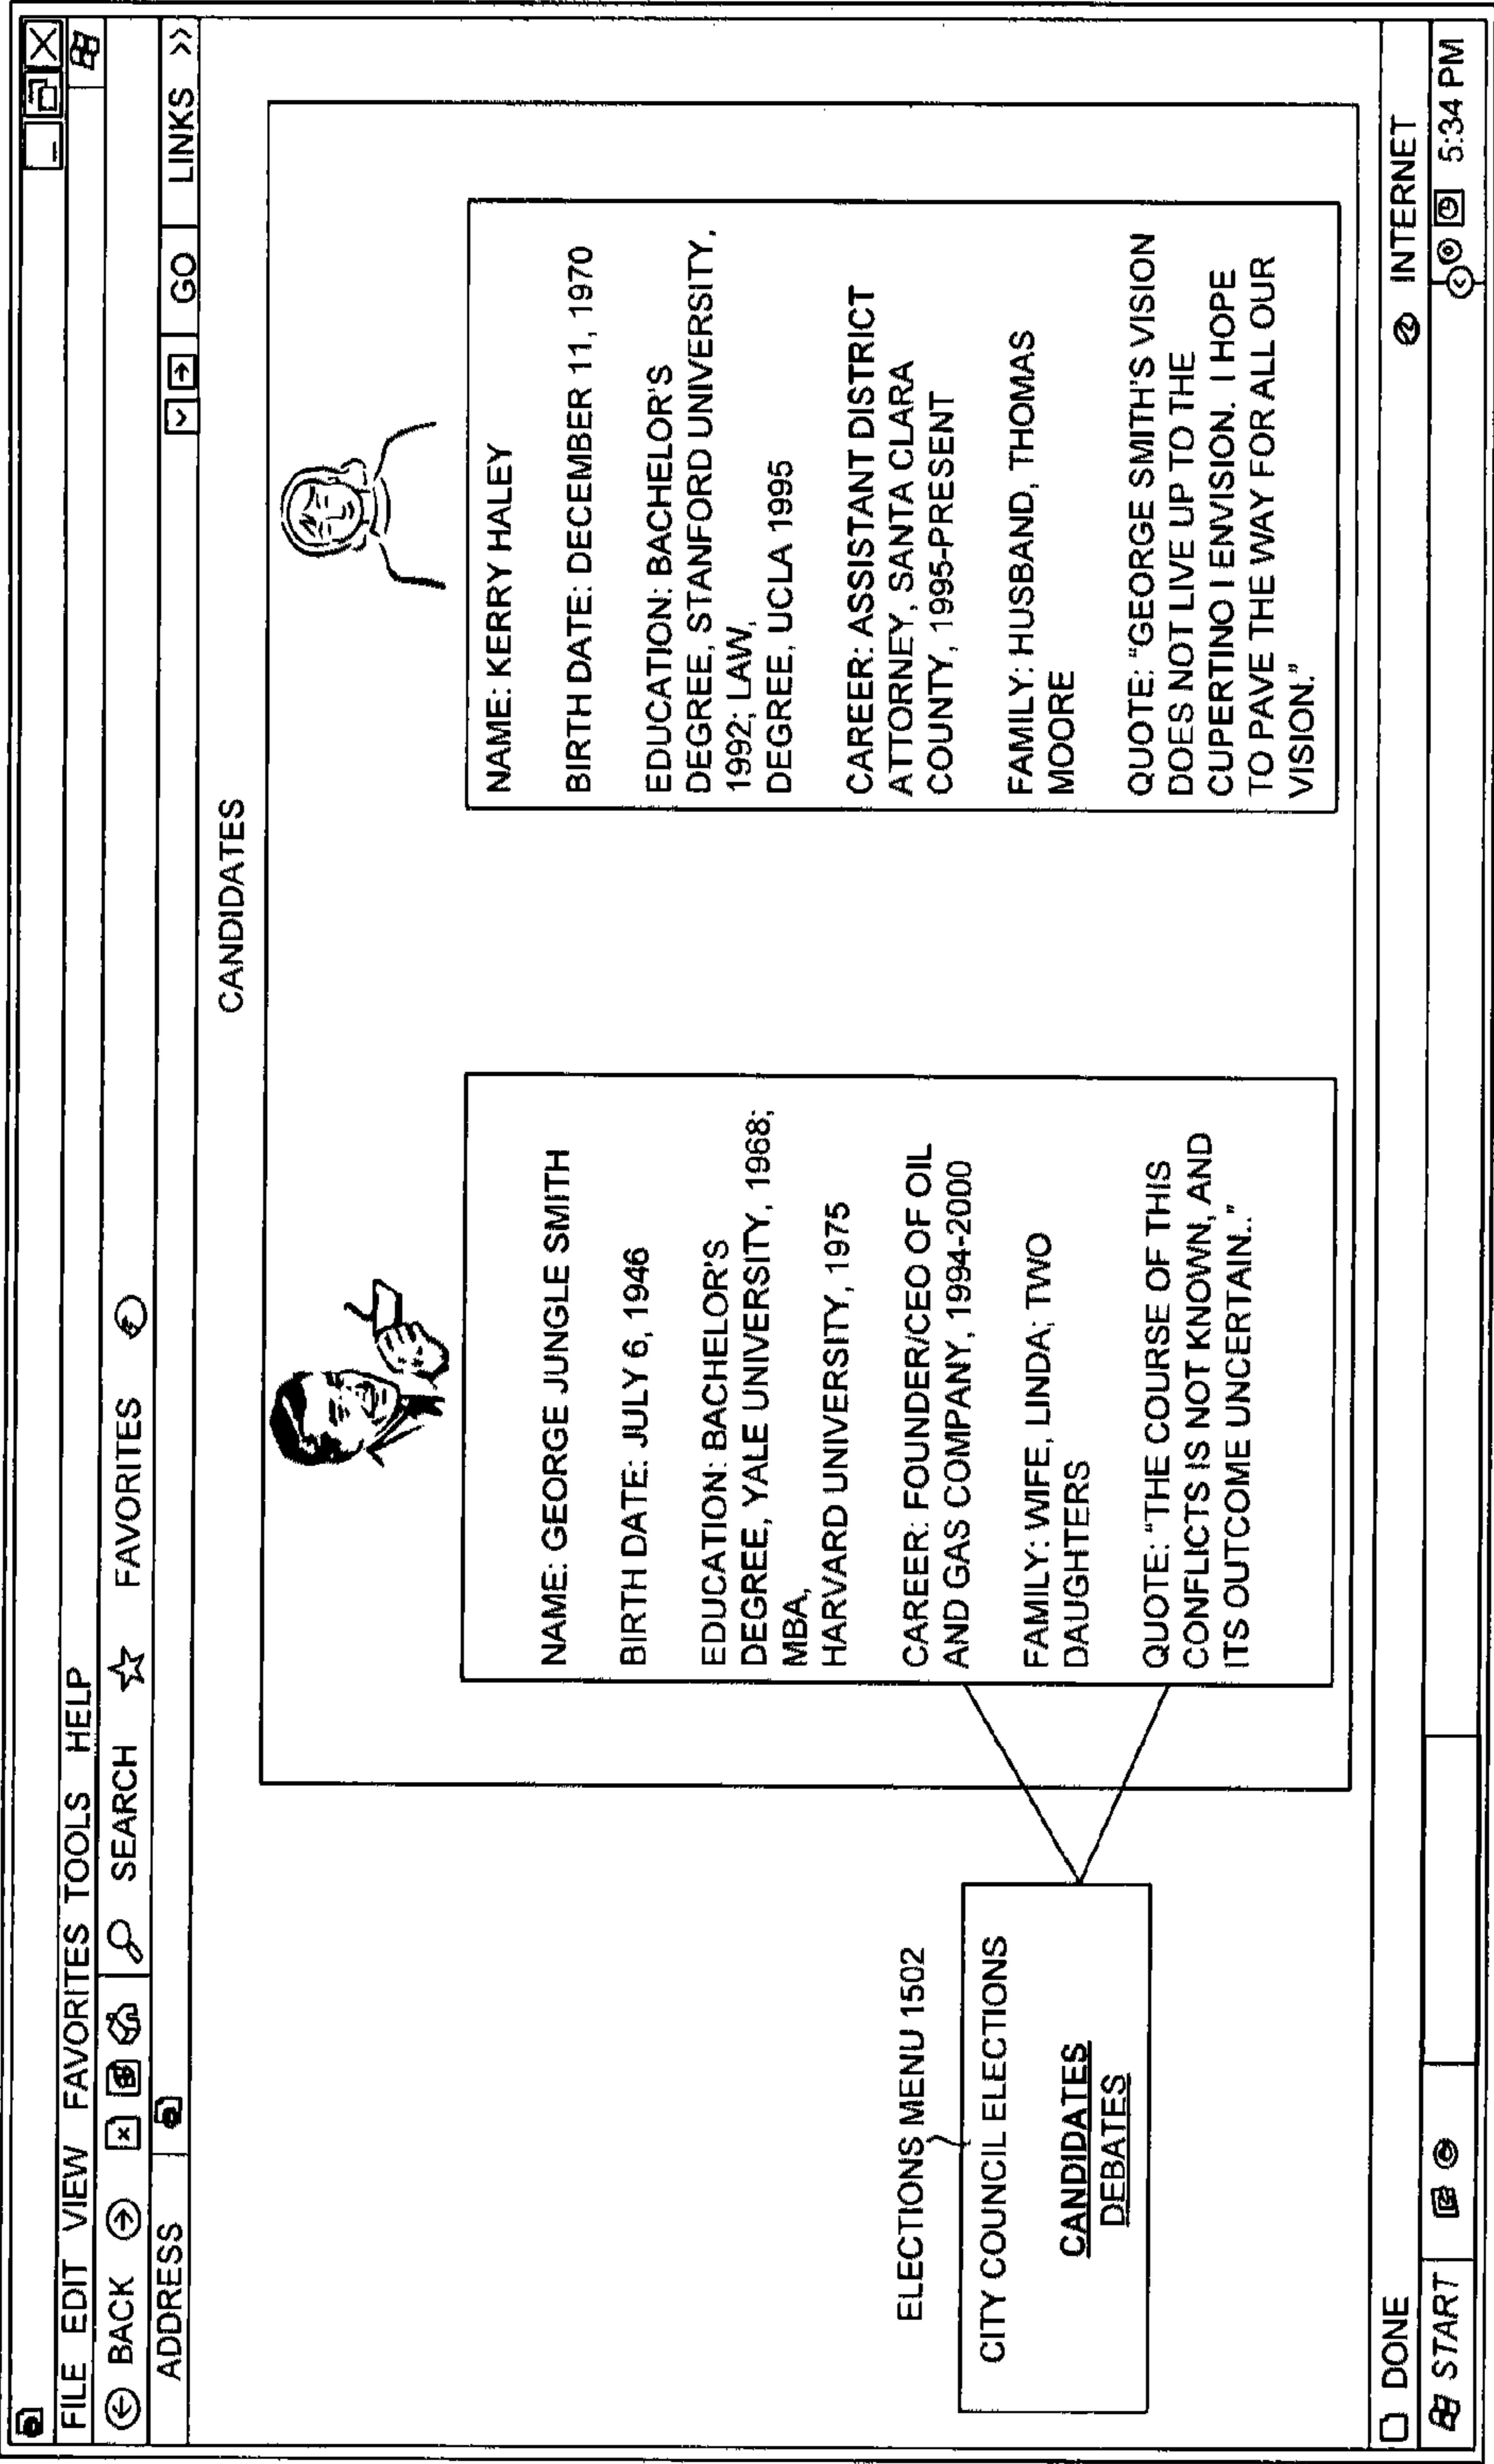 FILE EDIT VIEW FAVORITES TOOLS HELP
BACK SEARCH FAVORITES
ADDRESS GO LINKS >>
CANDIDATES
ELECTIONS MENU 1502
CITY COUNCIL ELECTIONS
CANDIDATES
DEBATES
NAME: GEORGE JUNGLE SMITH
BIRTH DATE: JULY 6, 1946
EDUCATION: BACHELOR'S
DEGREE, YALE UNIVERSITY, 1968;
MBA,
HARVARD UNIVERSITY, 1975
CAREER: FOUNDER/CEO OF OIL
AND GAS COMPANY, 1994-2000
FAMILY: WIFE, LINDA; TWO
DAUGHTERS
QUOTE: "THE COURSE OF THIS
CONFLICTS IS NOT KNOWN, AND
ITS OUTCOME UNCERTAIN.."
NAME: KERRY HALEY
BIRTH DATE: DECEMBER 11, 1970
EDUCATION: BACHELOR'S
DEGREE, STANFORD UNIVERSITY,
1992; LAW,
DEGREE, UCLA 1995
CAREER: ASSISTANT DISTRICT
ATTORNEY, SANTA CLARA
COUNTY, 1995-PRESENT
FAMILY: HUSBAND, THOMAS
MOORE
QUOTE: "GEORGE SMITH'S VISION
DOES NOT LIVE UP TO THE
CUPERTINO I ENVISION. I HOPE
TO PAVE THE WAY FOR ALL OUR
VISION."
DONE INTERNET
START 5:34 PM